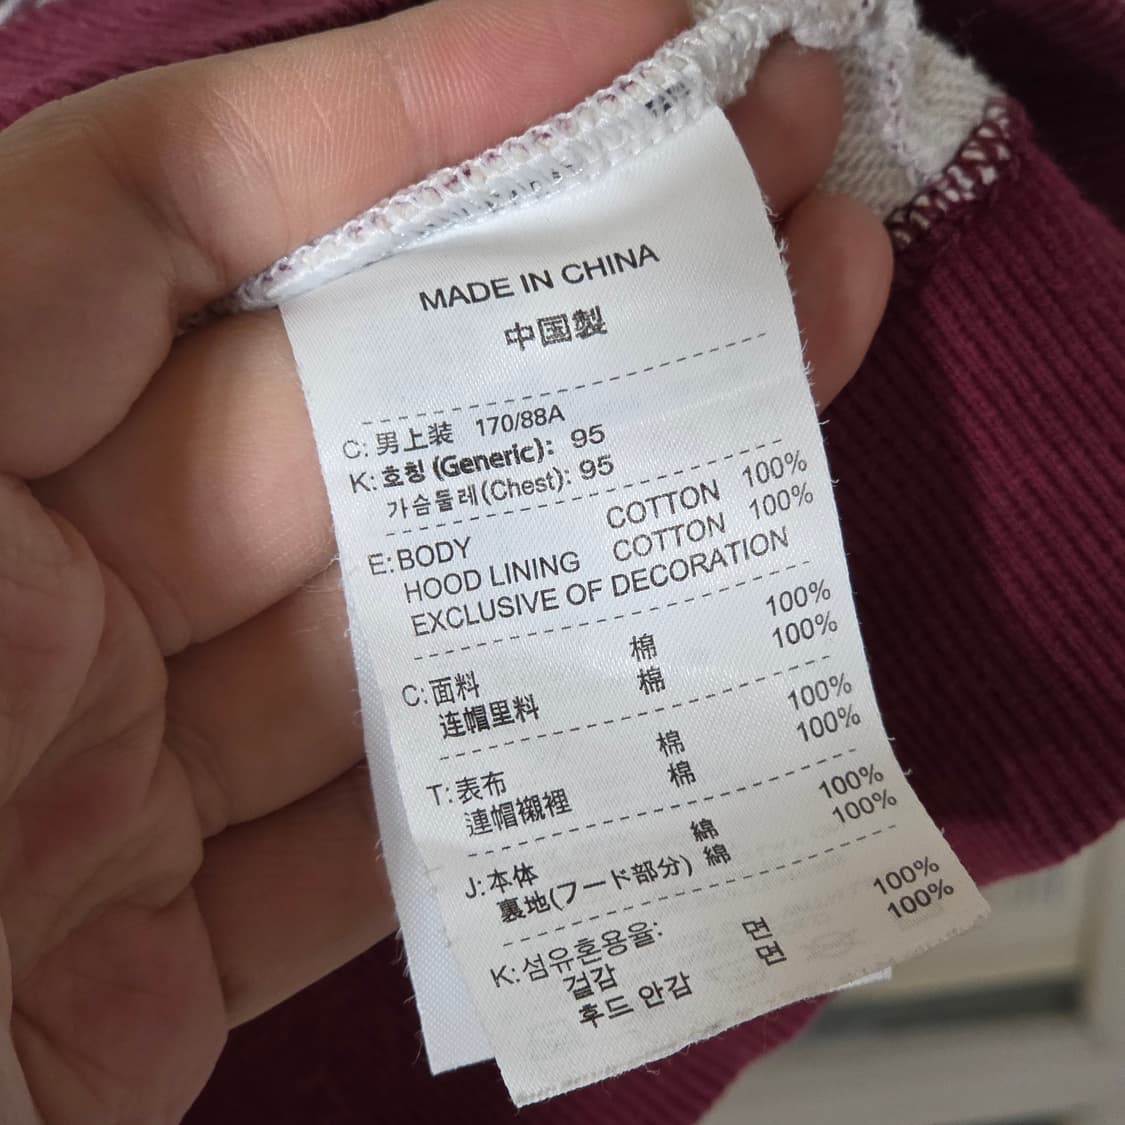 MADE IN CHINA
中国製
C: 男上装 170/88A
K: 호칭 (Generic): 95
가슴둘레(Chest): 95
E: BODY COTTON 100%
HOOD LINING COTTON 100%
EXCLUSIVE OF DECORATION
C: 面料 棉 100%
连帽里料 棉 100%
T: 表布 棉 100%
連帽襯裡 棉 100%
J: 本体 綿 100%
裏地(フード部分) 綿 100%
K: 섬유혼용율:
겉감 면 100%
후드 안감 면 100%